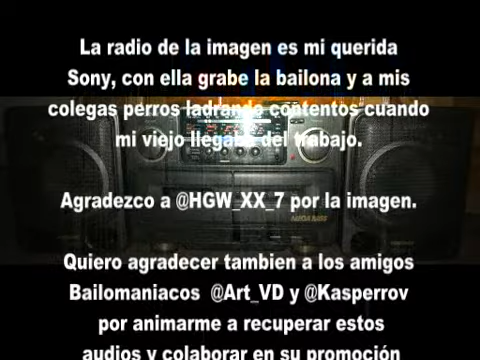 La radio de la imagen es mi querida
Sony, con ella grabe la bailona y a mis
colegas perros ladrando contentos cuando
mi viejo llegaba del trabajo.
Agradezco a @HGW_XX_7 por la imagen.
MEGA BASS
Quiero agradecer tambien a los amigos
Bailomaniacos @Art_VD y @Kasperrov
por animarme a recuperar estos
audios y colaborar en su promoción